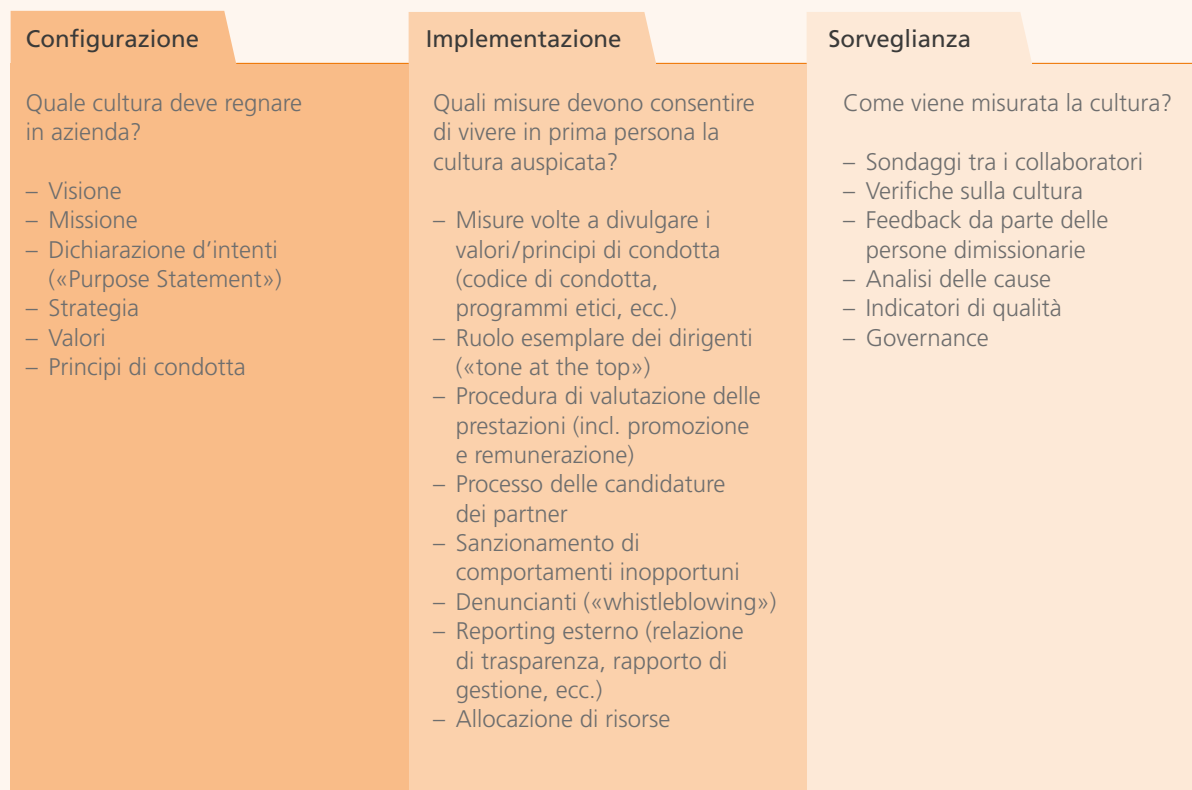 Configurazione
Quale cultura deve regnare
in azienda?
– Visione
– Missione
– Dichiarazione d’intenti
(«Purpose Statement»)
– Strategia
– Valori
– Principi di condotta
Implementazione
Quali misure devono consentire
di vivere in prima persona la
cultura auspicata?
– Misure volte a divulgare i
valori/principi di condotta
(codice di condotta,
programmi etici, ecc.)
– Ruolo esemplare dei dirigenti
(«tone at the top»)
– Procedura di valutazione delle
prestazioni (incl. promozione
e remunerazione)
– Processo delle candidature
dei partner
– Sanzionamento di
comportamenti inopportuni
– Denuncianti («whistleblowing»)
– Reporting esterno (relazione
di trasparenza, rapporto di
gestione, ecc.)
– Allocazione di risorse
Sorveglianza
Come viene misurata la cultura?
– Sondaggi tra i collaboratori
– Verifiche sulla cultura
– Feedback da parte delle
persone dimissionarie
– Analisi delle cause
– Indicatori di qualità
– Governance